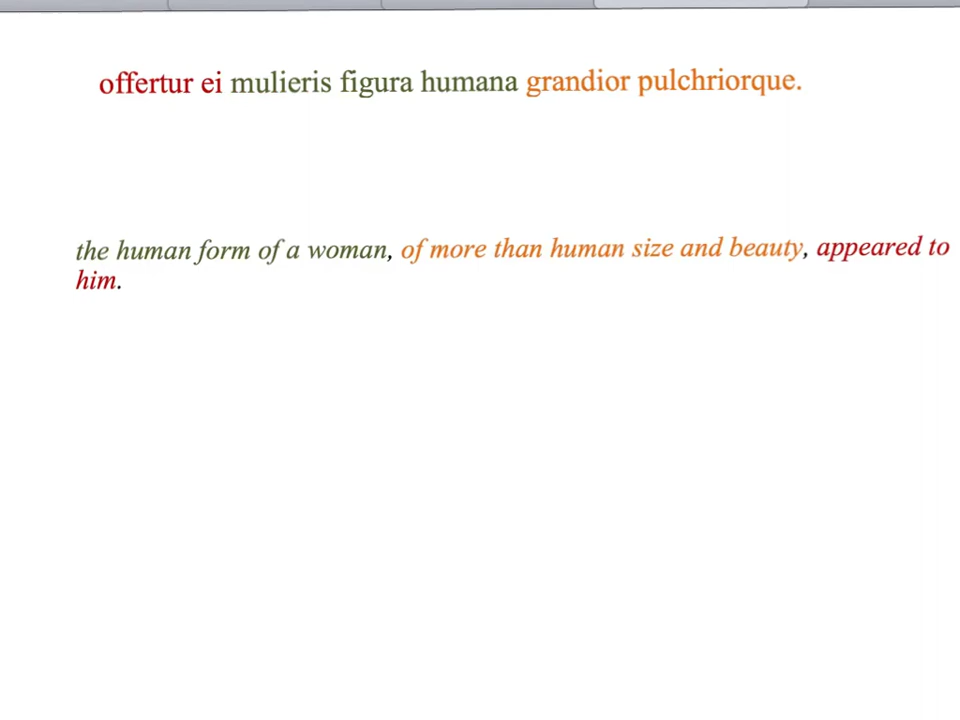 offertur ei mulieris figura humana grandior pulchriorque.
the human form of a woman, of more than human size and beauty, appeared to
him.